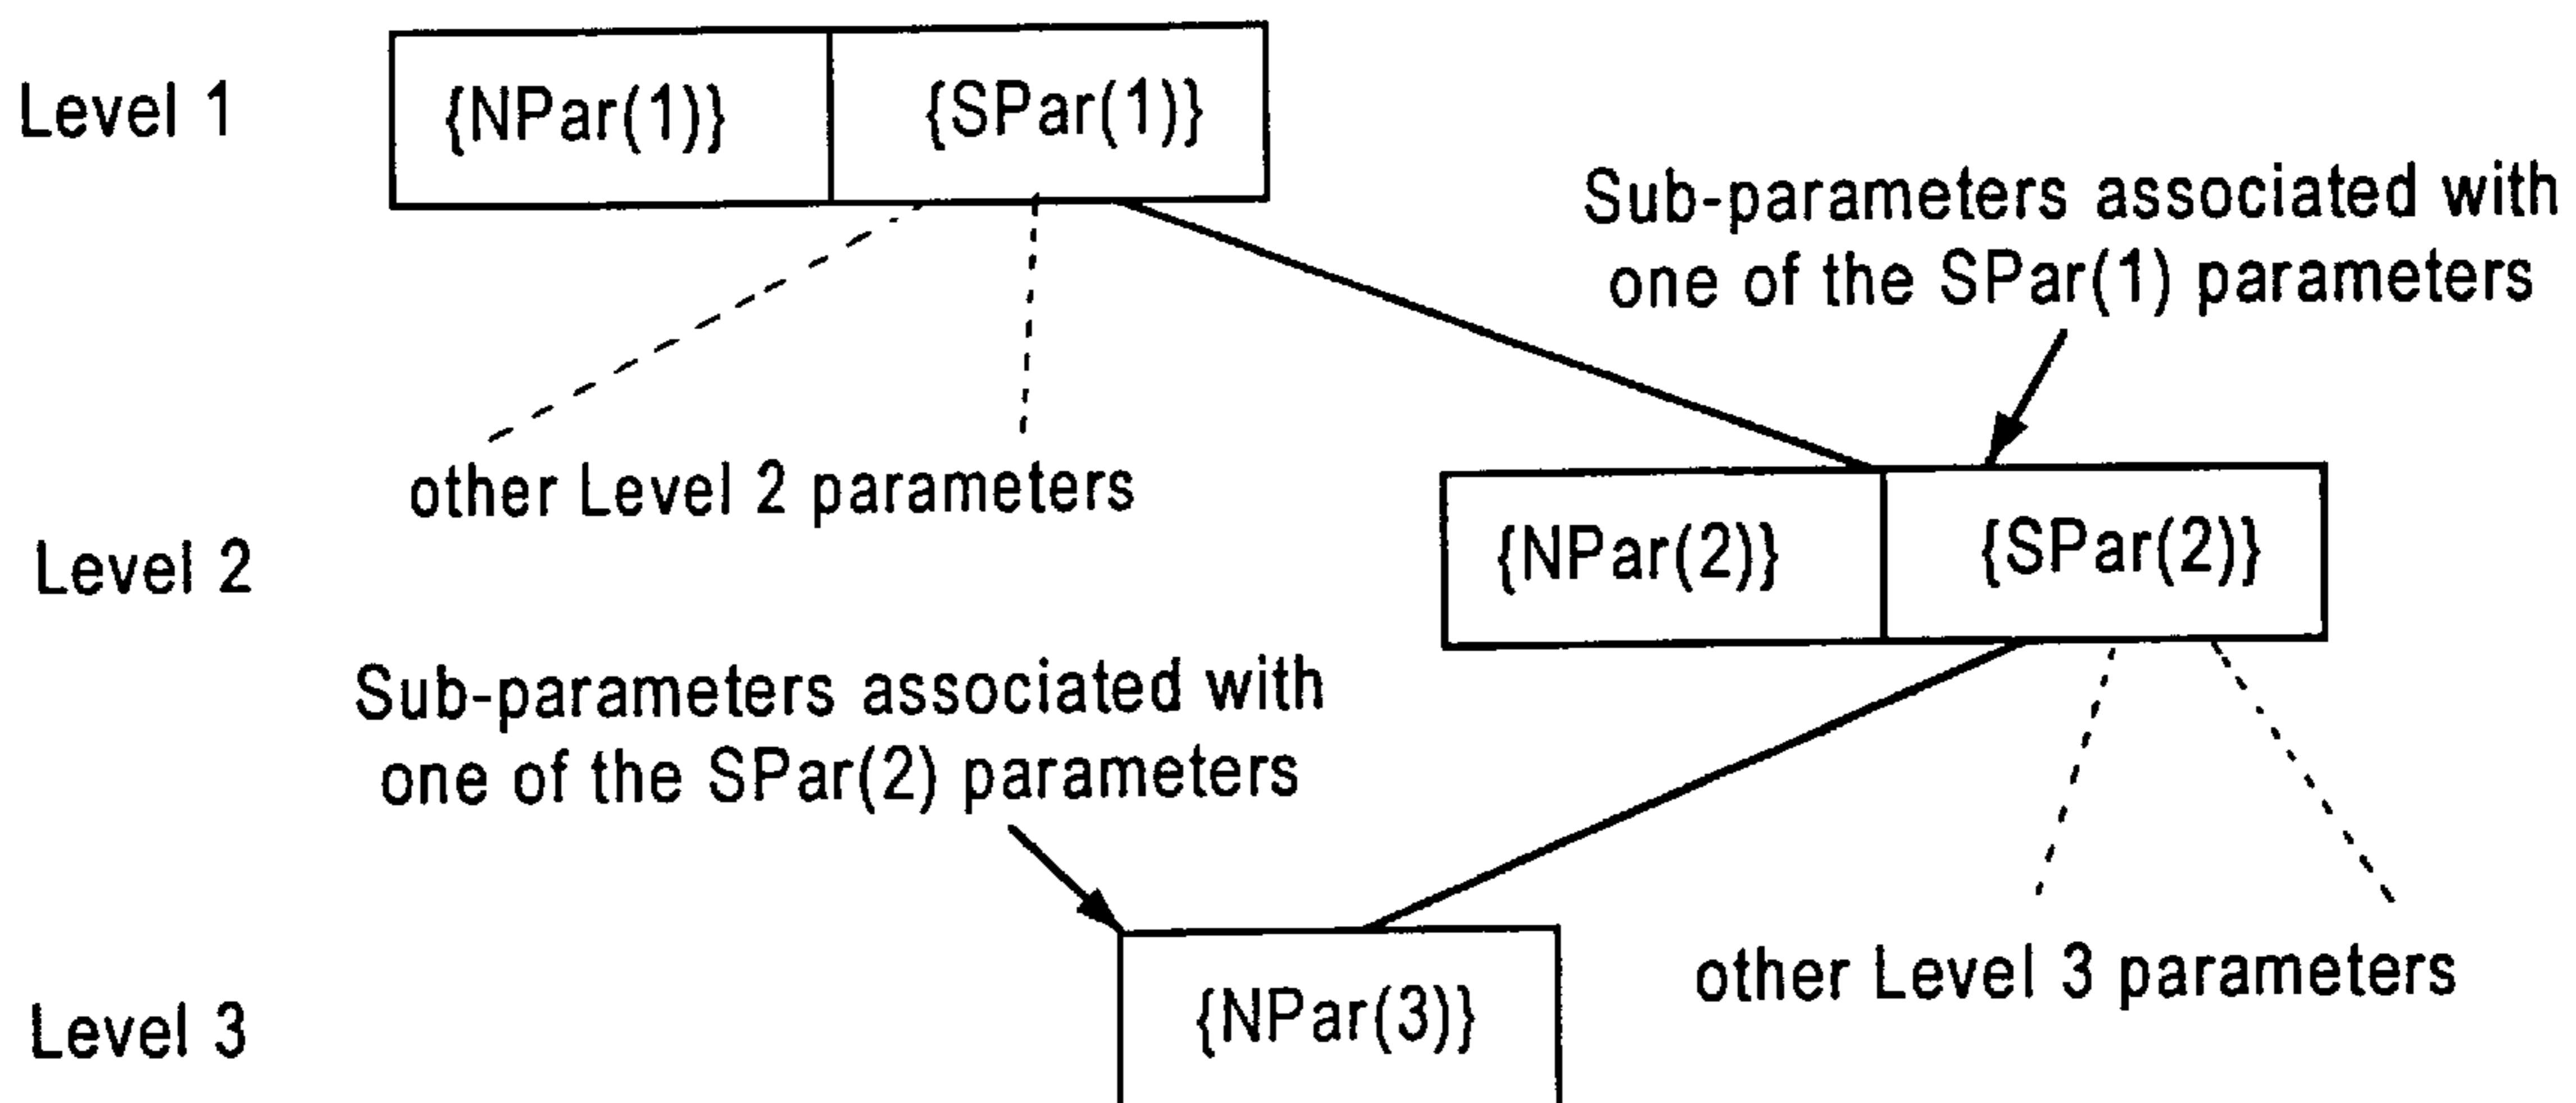 Level 1
{NPar(1)}
{SPar(1)}
Sub-parameters associated with
one of the SPar(1) parameters
other Level 2 parameters
Level 2
{NPar(2)}
{SPar(2)}
Sub-parameters associated with
one of the SPar(2) parameters
other Level 3 parameters
Level 3
{NPar(3)}